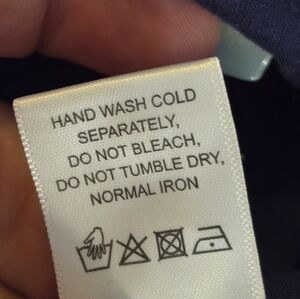 HAND WASH COLD
SEPARATELY,
DO NOT BLEACH,
DO NOT TUMBLE DRY,
NORMAL IRON